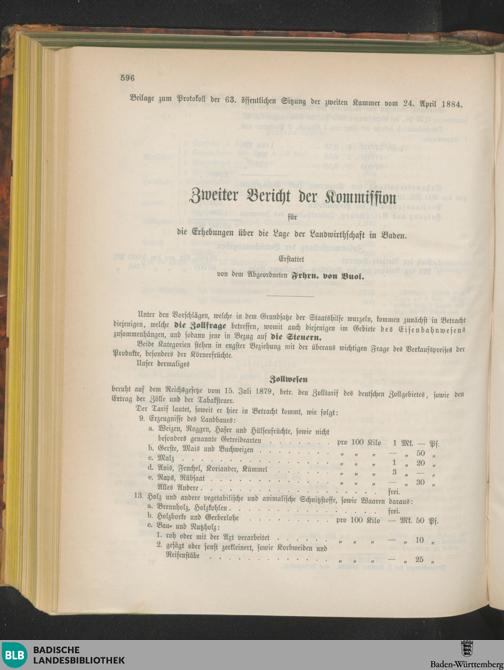 596
Beilage zum Protokoll der 63. öffentlichen Sitzung der zweiten Kammer vom 24. April 1884.
Zweiter Bericht der Kommission
für
die Erhebungen über die Lage der Landwirthschaft in Baden.
Erstattet
von dem Abgeordneten Frhrn. von Buol.
Unter den Vorschlägen, welche in dem Grundsatze der Staatshilfe wurzeln, kommen zunächst in Betracht
diejenigen, welche die Zollfrage betreffen, womit auch diejenigen im Gebiete des Eisenbahnwesens
zusammenhängen, und sodann jene in Bezug auf die Steuern.
Beide Kategorien stehen in engster Beziehung mit der überaus wichtigen Frage des Verkaufspreises der
Produkte, besonders der Körnerfrüchte.
Unser dermaliges
Zollwesen
beruht auf dem Reichsgesetze vom 15. Juli 1879, betr. den Zolltarif des deutschen Zollgebietes, sowie den
Ertrag der Zölle und der Tabaksteuer.
Der Tarif lautet, soweit er hier in Betracht kommt, wie folgt:
9. Erzeugnisse des Landbaues:
a. Weizen, Roggen, Hafer und Hülsenfrüchte, sowie nicht
besonders genannte Getreidearten . . . . . . pro 100 Kilo 1 Mk. — Pf.
b. Gerste, Mais und Buchweizen . . . . . . „ „ „ — „ 50 „
c. Malz . . . . . . „ „ „ 1 „ 20 „
d. Anis, Fenchel, Koriander, Kümmel . . . . . . „ „ „ 3 „ — „
e. Raps, Rübsaat . . . . . . „ „ „ — „ 30 „
Alles Andere . . . . . . frei.
13. Holz und andere vegetabilische und animalische Schnitzstoffe, sowie Waaren daraus:
a. Brennholz, Holzkohlen . . . . . . frei.
b. Holzborke und Gerberlohe . . . . . . pro 100 Kilo — Mk. 50 Pf.
c. Bau- und Nutzholz:
1. roh oder mit der Axt verarbeitet . . . . . . „ „ „ — „ 10 „
2. gesägt oder sonst zerkleinert, sowie Korbweiden und
Reifenstäbe . . . . . . „ „ „ — „ 25 „
BLB BADISCHE
LANDESBIBLIOTHEK
Baden-Württemberg